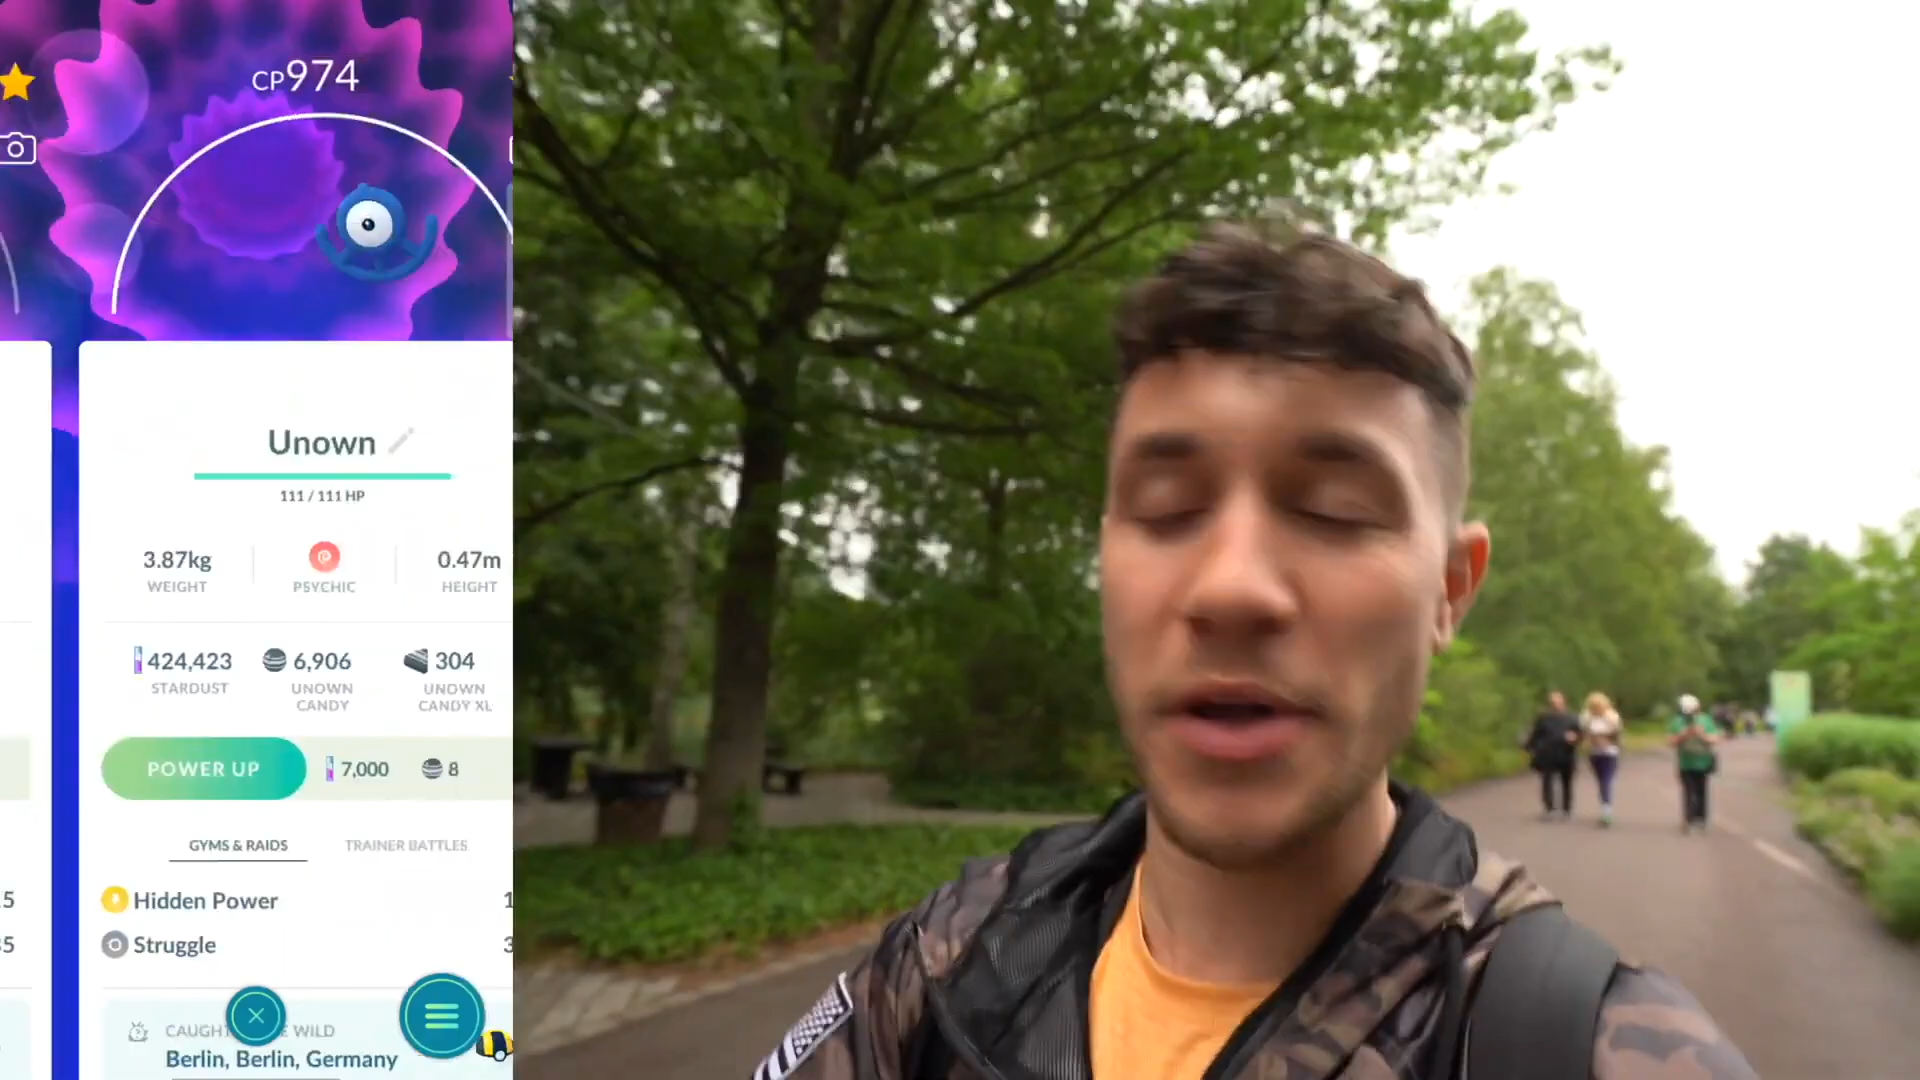 CP974
Unown
111 / 111 HP
3.87kg
WEIGHT
PSYCHIC
0.47m
HEIGHT
424,423
STARDUST
6,906
UNOWN
CANDY
304
UNOWN
CANDY XL
POWER UP
7,000
8
GYMS & RAIDS
TRAINER BATTLES
Hidden Power
Struggle
WILD
Berlin, Berlin, Germany